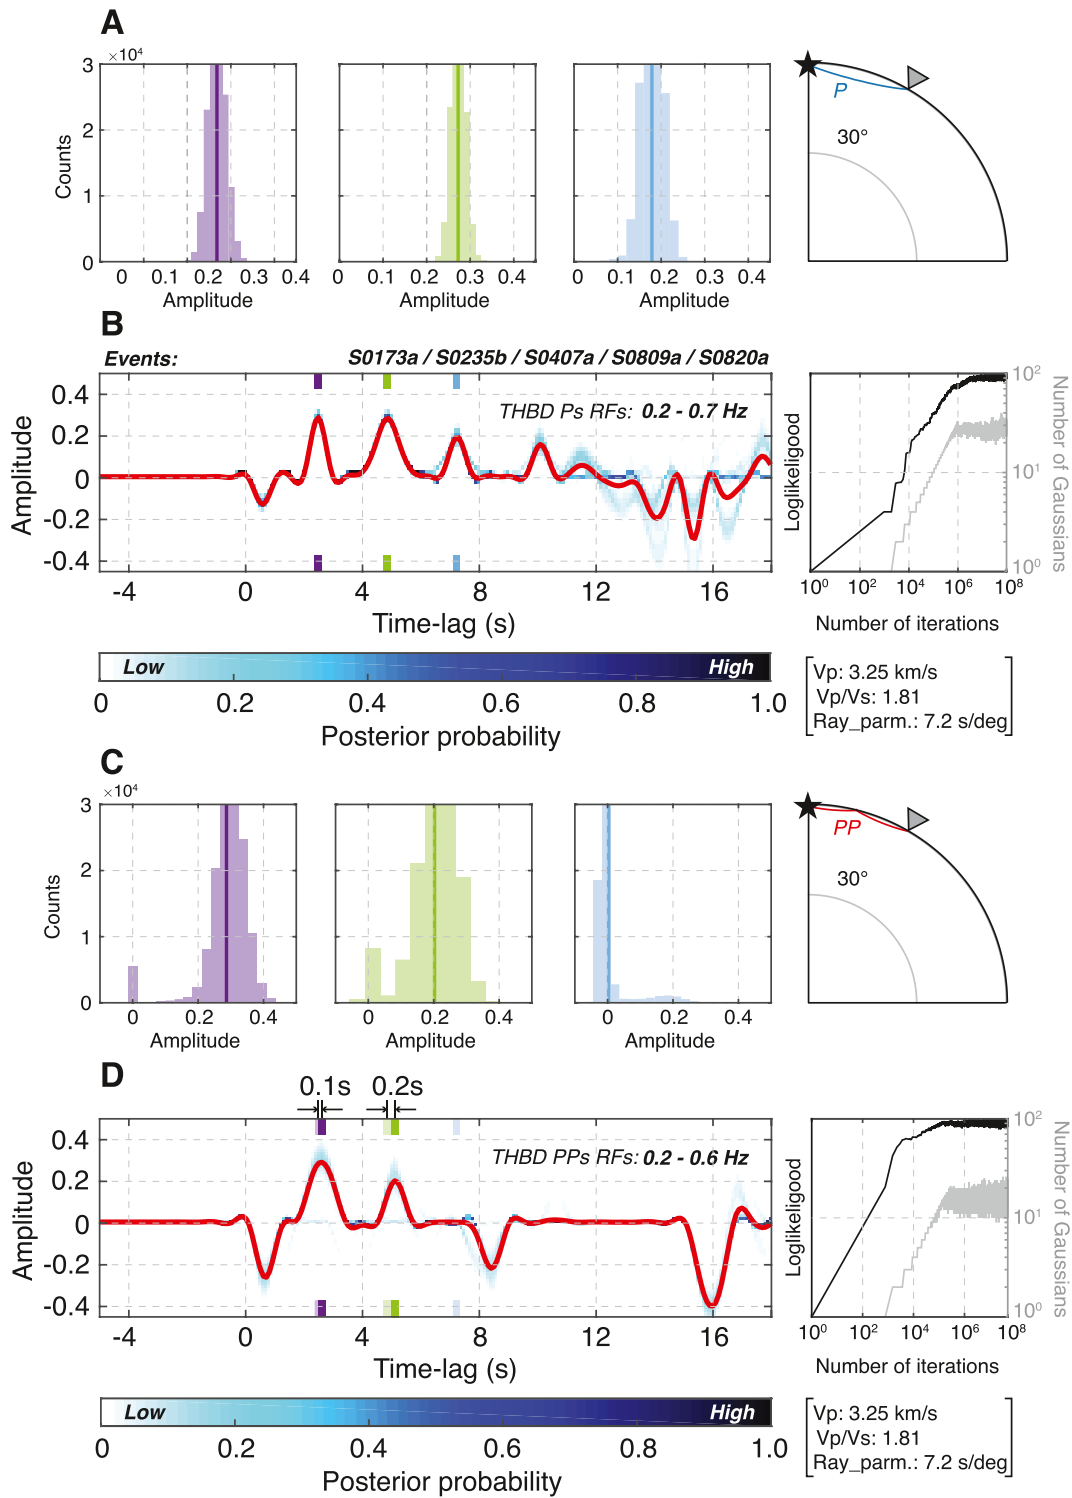 A
×10⁴
3
2
1
0
Counts
0 0.1 0.2 0.3 0.4
Amplitude
0 0.1 0.2 0.3 0.4
Amplitude
0 0.1 0.2 0.3 0.4
Amplitude
P
30°
B
Events: S0173a / S0235b / S0407a / S0809a / S0820a
THBD Ps RFs: 0.2 - 0.7 Hz
0.4
0.2
0
-0.2
-0.4
Amplitude
-4 0 4 8 12 16
Time-lag (s)
Loglikeligood
10²
10¹
10⁰
Number of Gaussians
10⁰ 10² 10⁴ 10⁶ 10⁸
Number of iterations
Low High
0 0.2 0.4 0.6 0.8 1.0
Posterior probability
Vp: 3.25 km/s
Vp/Vs: 1.81
Ray_parm.: 7.2 s/deg
C
×10⁴
3
2
1
0
Counts
0 0.2 0.4
Amplitude
0 0.2 0.4
Amplitude
0 0.2 0.4
Amplitude
PP
30°
D
0.1s 0.2s
THBD PPs RFs: 0.2 - 0.6 Hz
0.4
0.2
0
-0.2
-0.4
Amplitude
-4 0 4 8 12 16
Time-lag (s)
Loglikeligood
10²
10¹
10⁰
Number of Gaussians
10⁰ 10² 10⁴ 10⁶ 10⁸
Number of iterations
Low High
0 0.2 0.4 0.6 0.8 1.0
Posterior probability
Vp: 3.25 km/s
Vp/Vs: 1.81
Ray_parm.: 7.2 s/deg